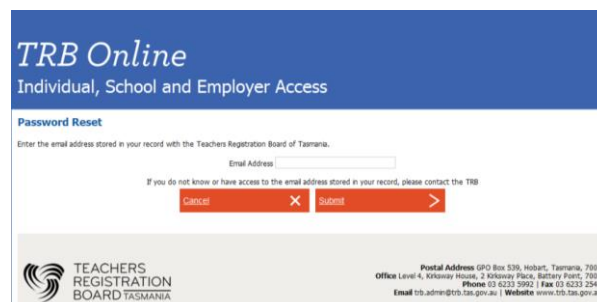 TRB Online
Individual, School and Employer Access
Password Reset
Enter the email address stored in your record with the Teachers Registration Board of Tasmania.
Email Address
If you do not know or have access to the email address stored in your record, please contact the TRB
Cancel
Submit
TEACHERS
REGISTRATION
BOARD TASMANIA
Postal Address GPO Box 539, Hobart, Tasmania,
Office Level 4, Kirksway House, 2 Kirksway Place, Battery Point,
Phone 03 6233 5992 | Fax 03 6233
Email trb.admin@trb.tas.gov.au | Website